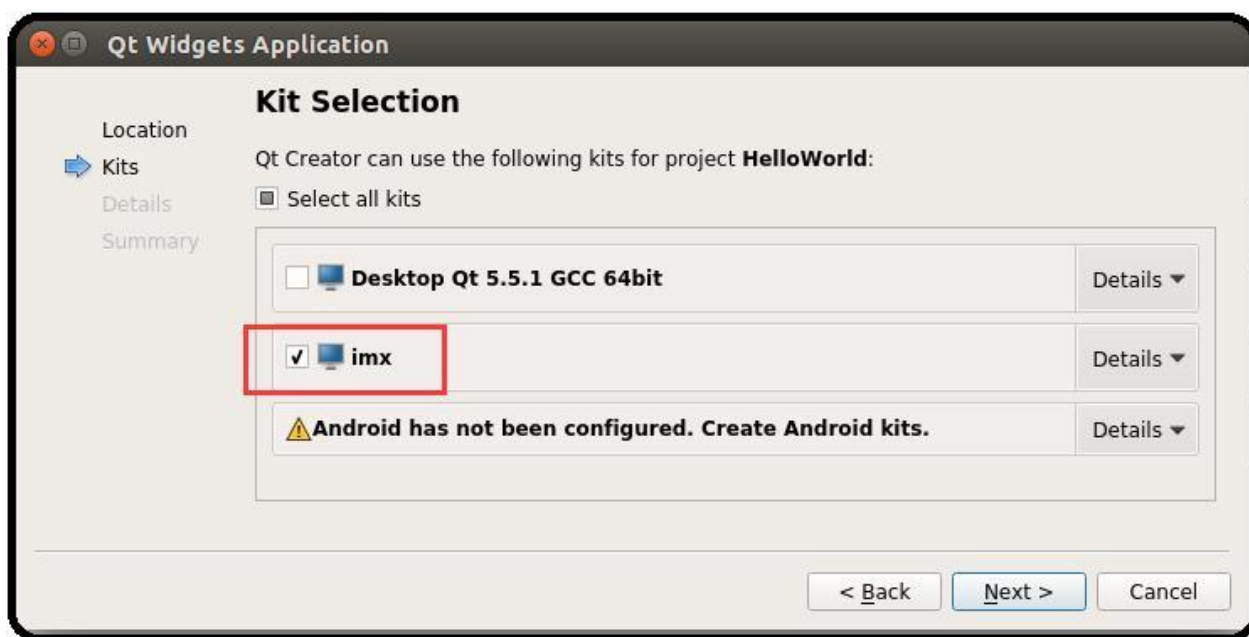 Qt Widgets Application
Location
Kits
Details
Summary
Kit Selection
Qt Creator can use the following kits for project HelloWorld:
Select all kits
Desktop Qt 5.5.1 GCC 64bit
Details
imx
Details
Android has not been configured. Create Android kits.
Details
< Back
Next >
Cancel